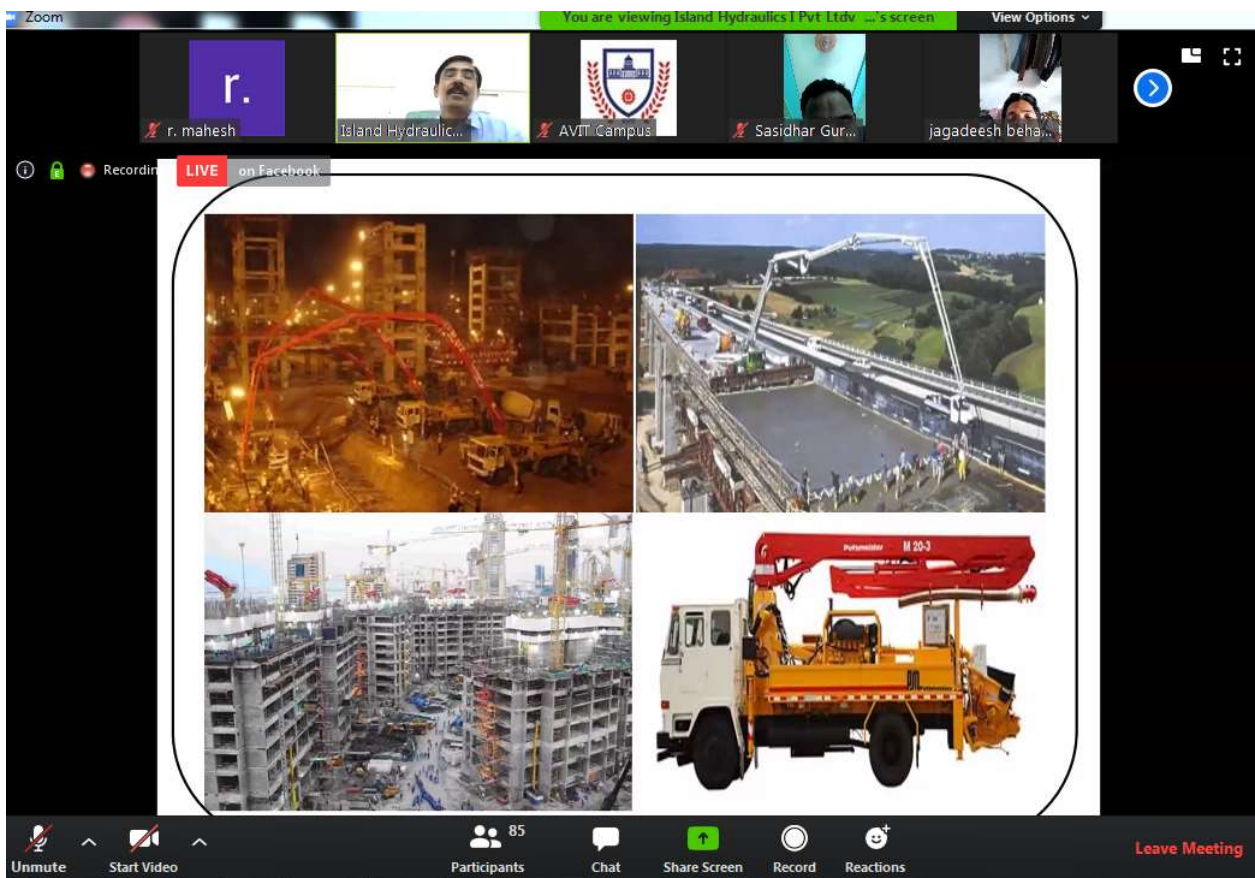 Zoom
You are viewing Island Hydraulics I Pvt Ltdv ...'s screen
View Options
r.
r. mahesh
Island Hydraulic...
AVIT Campus
Sasidhar Gur...
jagadeesh beha...
Recordin
LIVE on Facebook
Putzmeister M 20-3
Unmute
Start Video
85
Participants
Chat
Share Screen
Record
Reactions
Leave Meeting